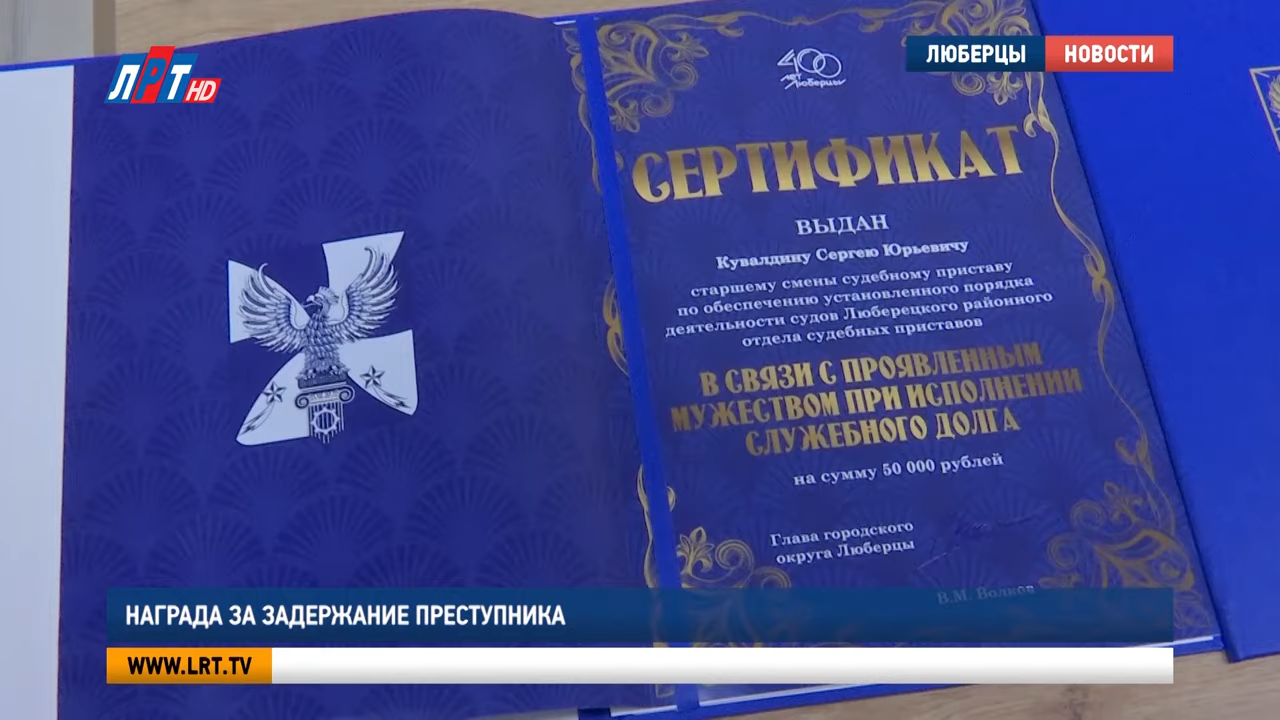 ЛРТ HD
ЛЮБЕРЦЫ НОВОСТИ
400
лет
Люберцы
СЕРТИФИКАТ
ВЫДАН
Кувалдину Сергею Юрьевичу
старшему смены судебному приставу
по обеспечению установленного порядка
деятельности судов Люберецкого районного
отдела судебных приставов
В СВЯЗИ С ПРОЯВЛЕННЫМ
МУЖЕСТВОМ ПРИ ИСПОЛНЕНИИ
СЛУЖЕБНОГО ДОЛГА
на сумму 50 000 рублей
Глава городского
округа Люберцы
В.М. Волков
НАГРАДА ЗА ЗАДЕРЖАНИЕ ПРЕСТУПНИКА
WWW.LRT.TV